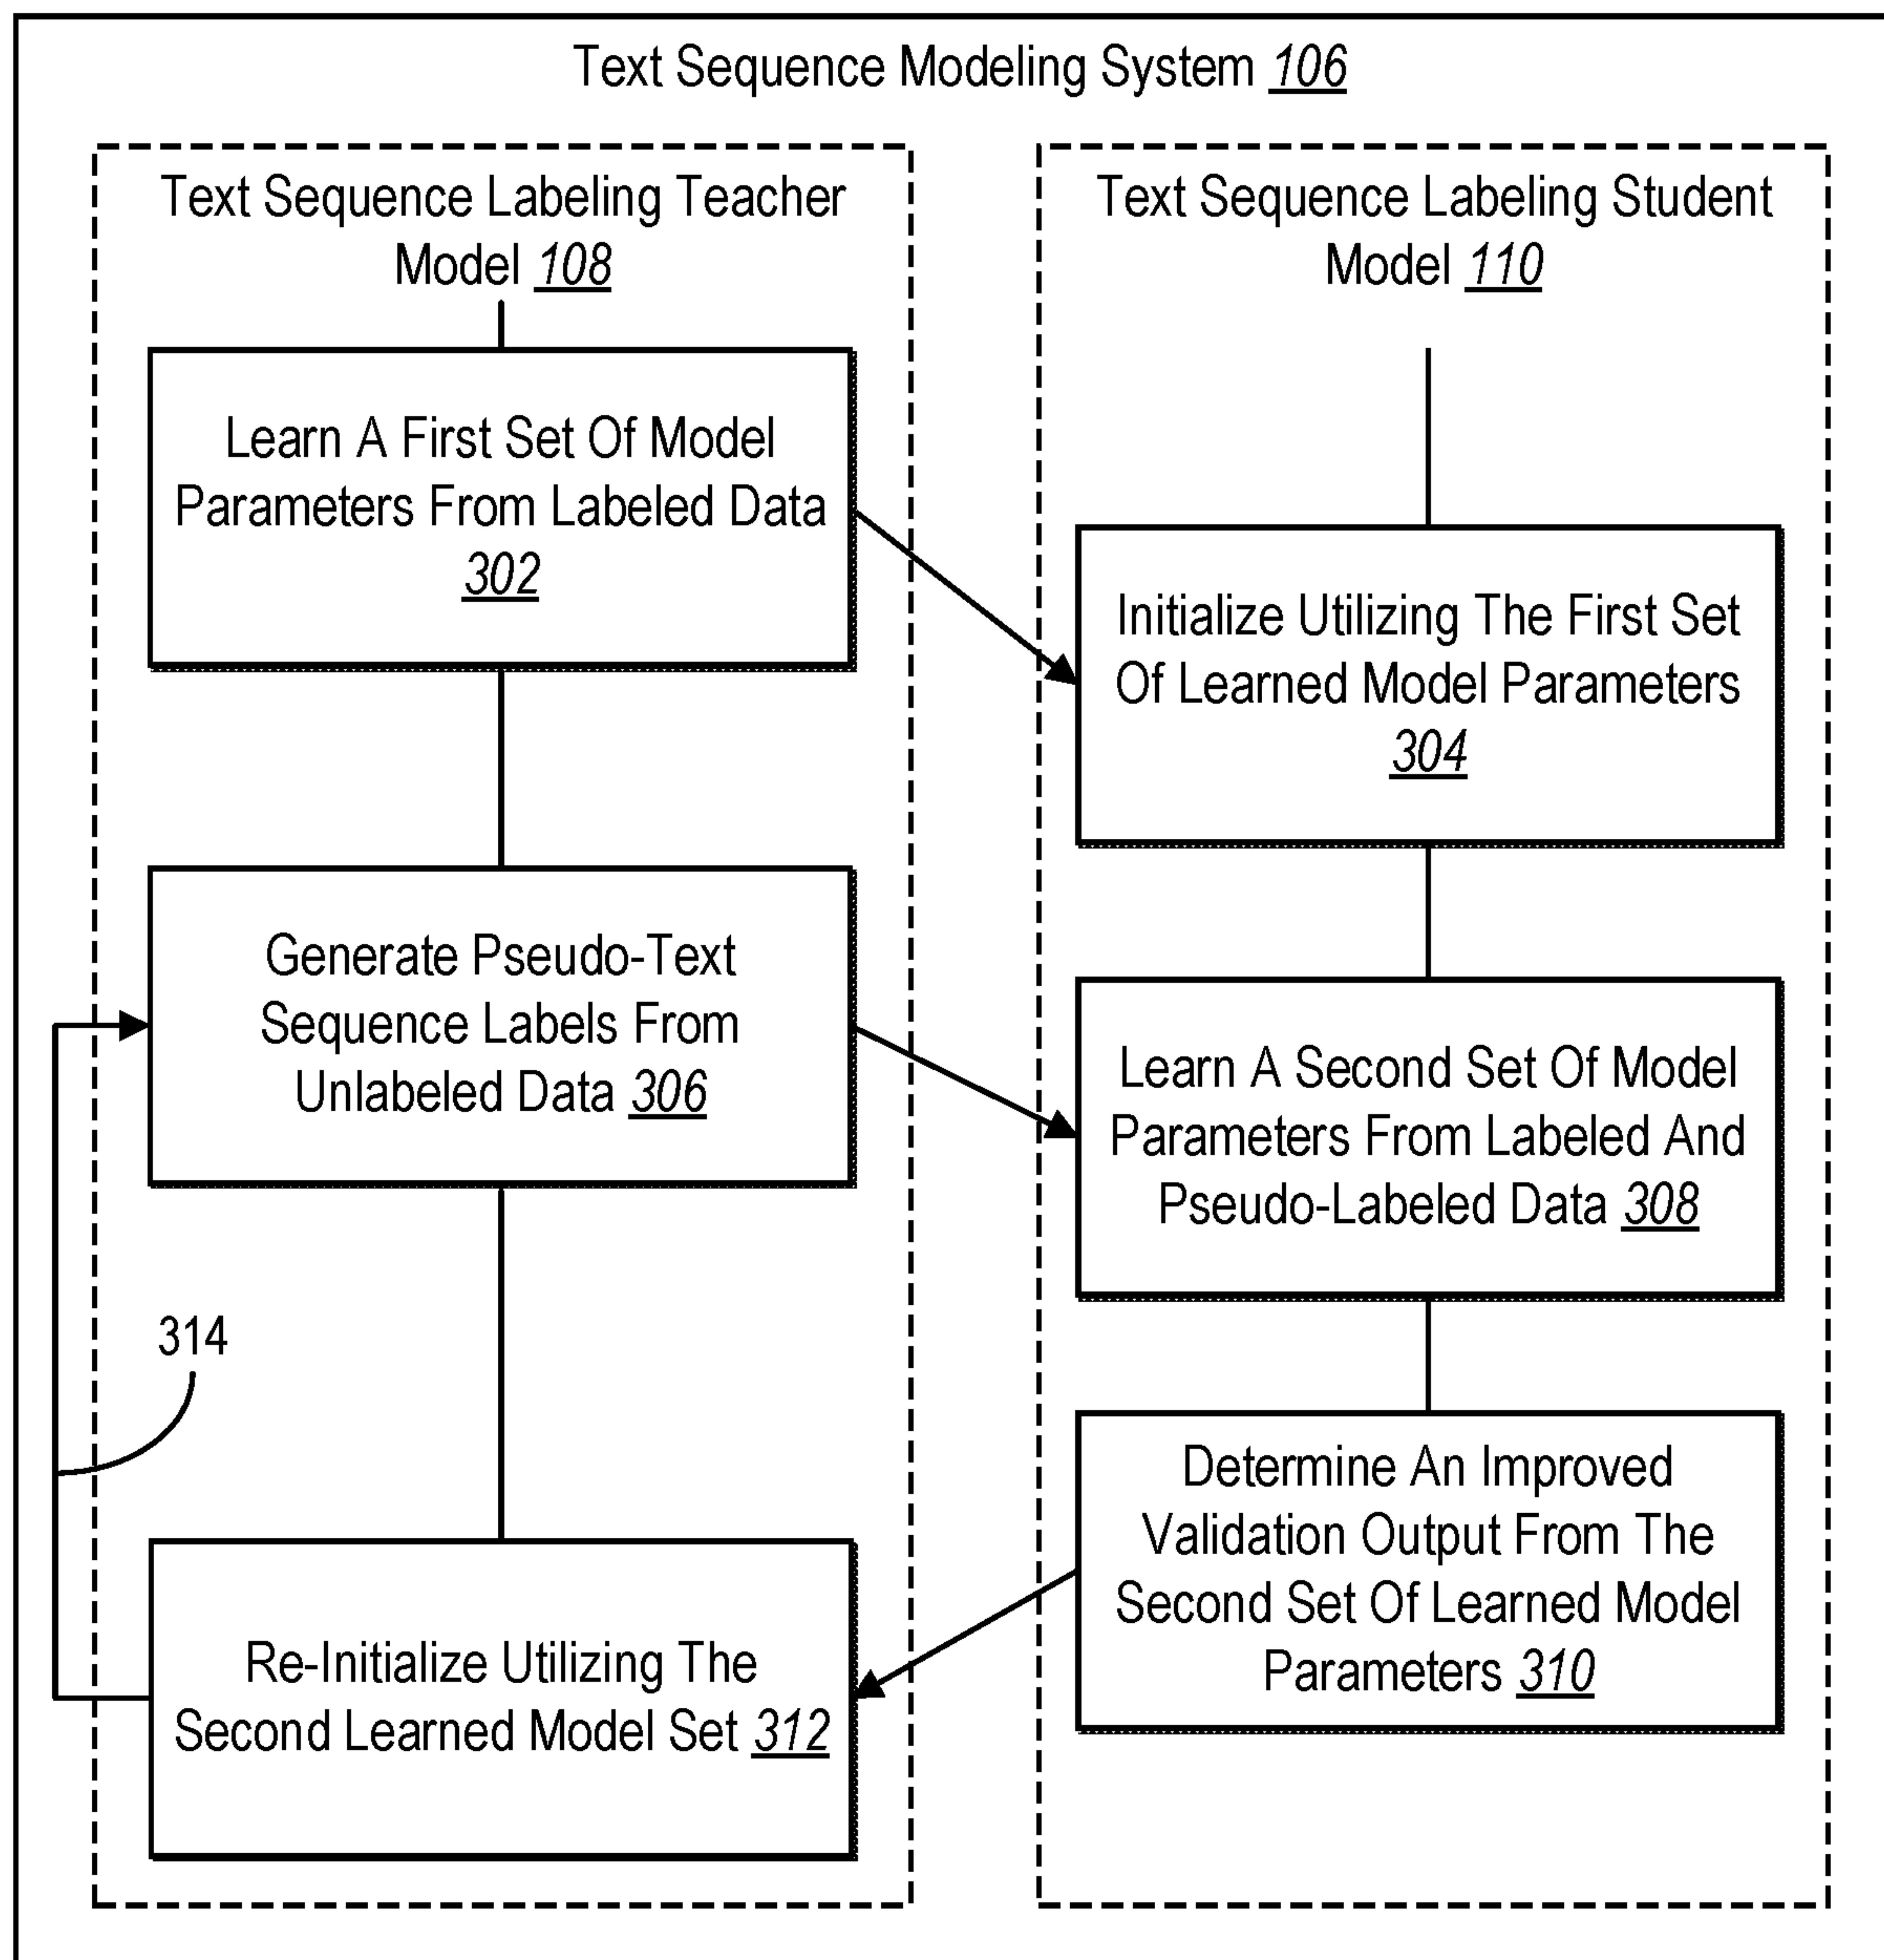 Text Sequence Modeling System 106
Text Sequence Labeling Teacher
Model 108
Learn A First Set Of Model
Parameters From Labeled Data
302
Generate Pseudo-Text
Sequence Labels From
Unlabeled Data 306
314
Re-Initialize Utilizing The
Second Learned Model Set 312
Text Sequence Labeling Student
Model 110
Initialize Utilizing The First Set
Of Learned Model Parameters
304
Learn A Second Set Of Model
Parameters From Labeled And
Pseudo-Labeled Data 308
Determine An Improved
Validation Output From The
Second Set Of Learned Model
Parameters 310